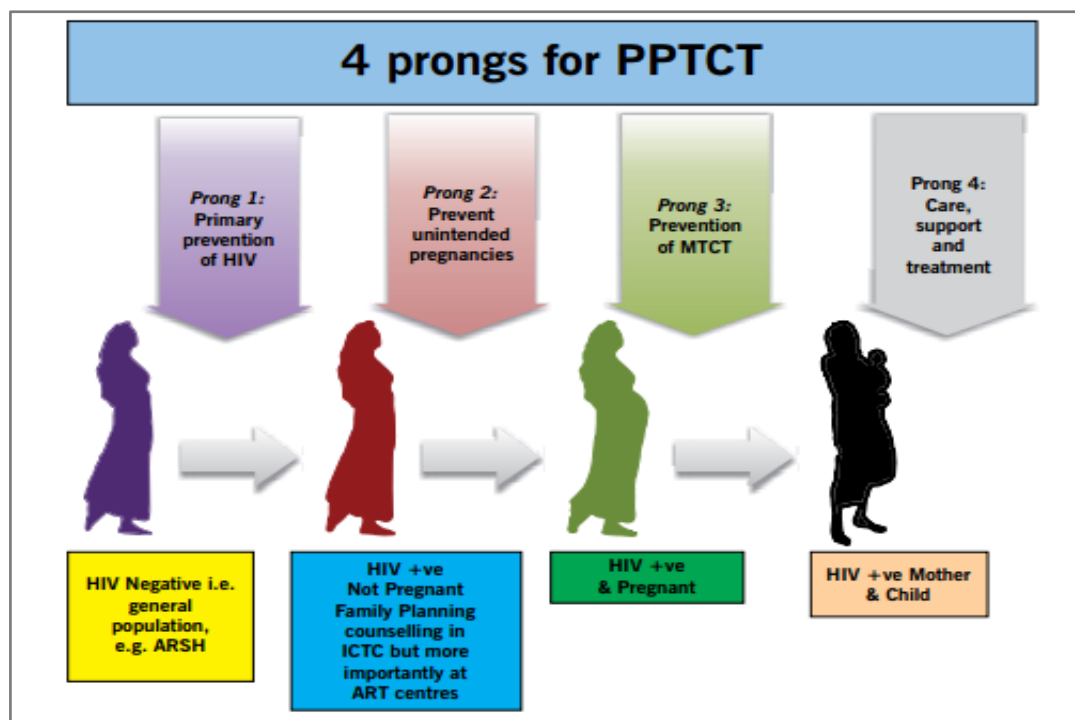 4 prongs for PPTCT
Prong 1:
Primary
prevention
of HIV
Prong 2:
Prevent
unintended
pregnancies
Prong 3:
Prevention
of MTCT
Prong 4:
Care,
support
and
treatment
HIV Negative i.e.
general
population,
e.g. ARSH
HIV +ve
Not Pregnant
Family Planning
counselling in
ICTC but more
importantly at
ART centres
HIV +ve
& Pregnant
HIV +ve Mother
& Child